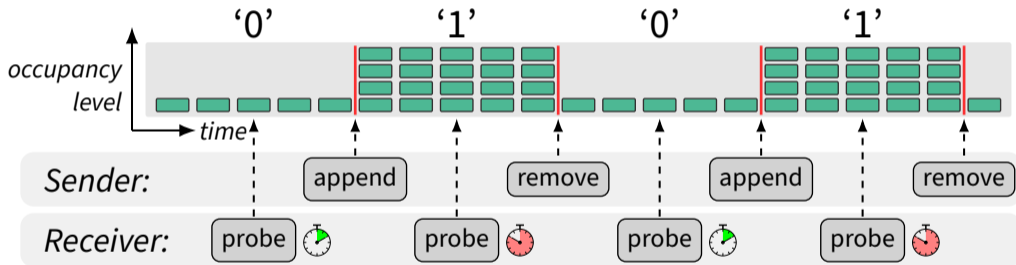 ‘0’ ‘1’ ‘0’ ‘1’
occupancy
level
time
Sender: append remove append remove
Receiver: probe probe probe probe